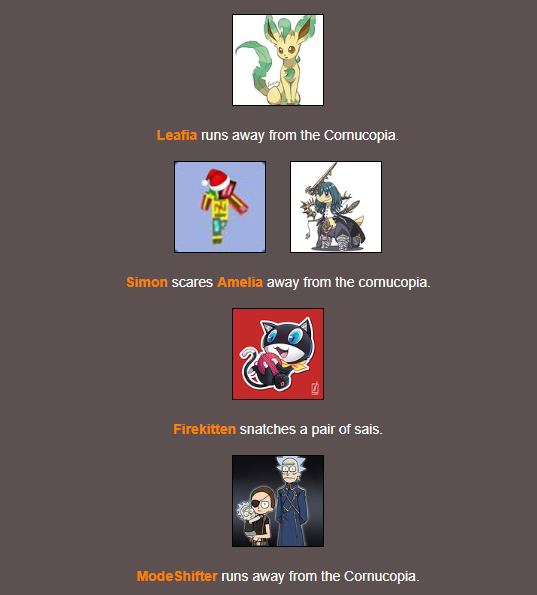 Leafia runs away from the Cornucopia.
Simon scares Amelia away from the cornucopia.
Firekitten snatches a pair of sais.
ModeShifter runs away from the Cornucopia.